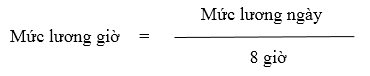 Mức lương ngày
Mức lương giờ =
8 giờ